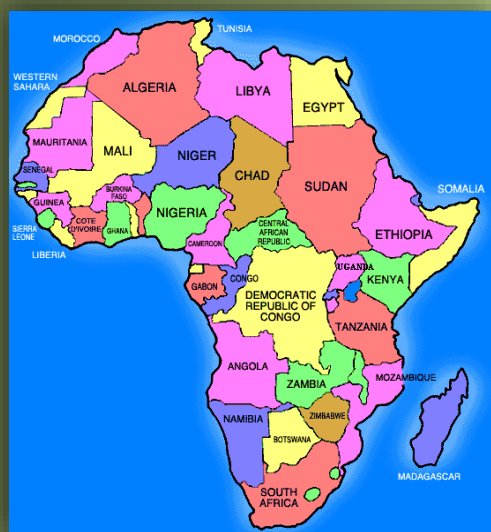 TUNISIA
MOROCCO
ALGERIA
LIBYA
EGYPT
WESTERN
SAHARA
MAURITANIA
MALI
NIGER
CHAD
SUDAN
SENEGAL
GUINEA
BURKINA
FASO
SIERRA
LEONE
COTE
D'IVOIRE
GHANA
NIGERIA
LIBERIA
CAMEROON
CENTRAL
AFRICAN
REPUBLIC
ETHIOPIA
SOMALIA
UGANDA
KENYA
GABON
CONGO
DEMOCRATIC
REPUBLIC OF
CONGO
TANZANIA
ANGOLA
ZAMBIA
MOZAMBIQUE
NAMIBIA
ZIMBABWE
BOTSWANA
MADAGASCAR
SOUTH
AFRICA